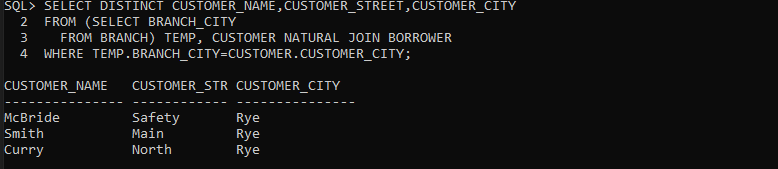 SQL> SELECT DISTINCT CUSTOMER_NAME,CUSTOMER_STREET,CUSTOMER_CITY
  2  FROM (SELECT BRANCH_CITY
  3    FROM BRANCH) TEMP, CUSTOMER NATURAL JOIN BORROWER
  4  WHERE TEMP.BRANCH_CITY=CUSTOMER.CUSTOMER_CITY;

CUSTOMER_NAME   CUSTOMER_STR CUSTOMER_CITY
--------------- ------------ ---------------
McBride         Safety       Rye
Smith           Main         Rye
Curry           North        Rye